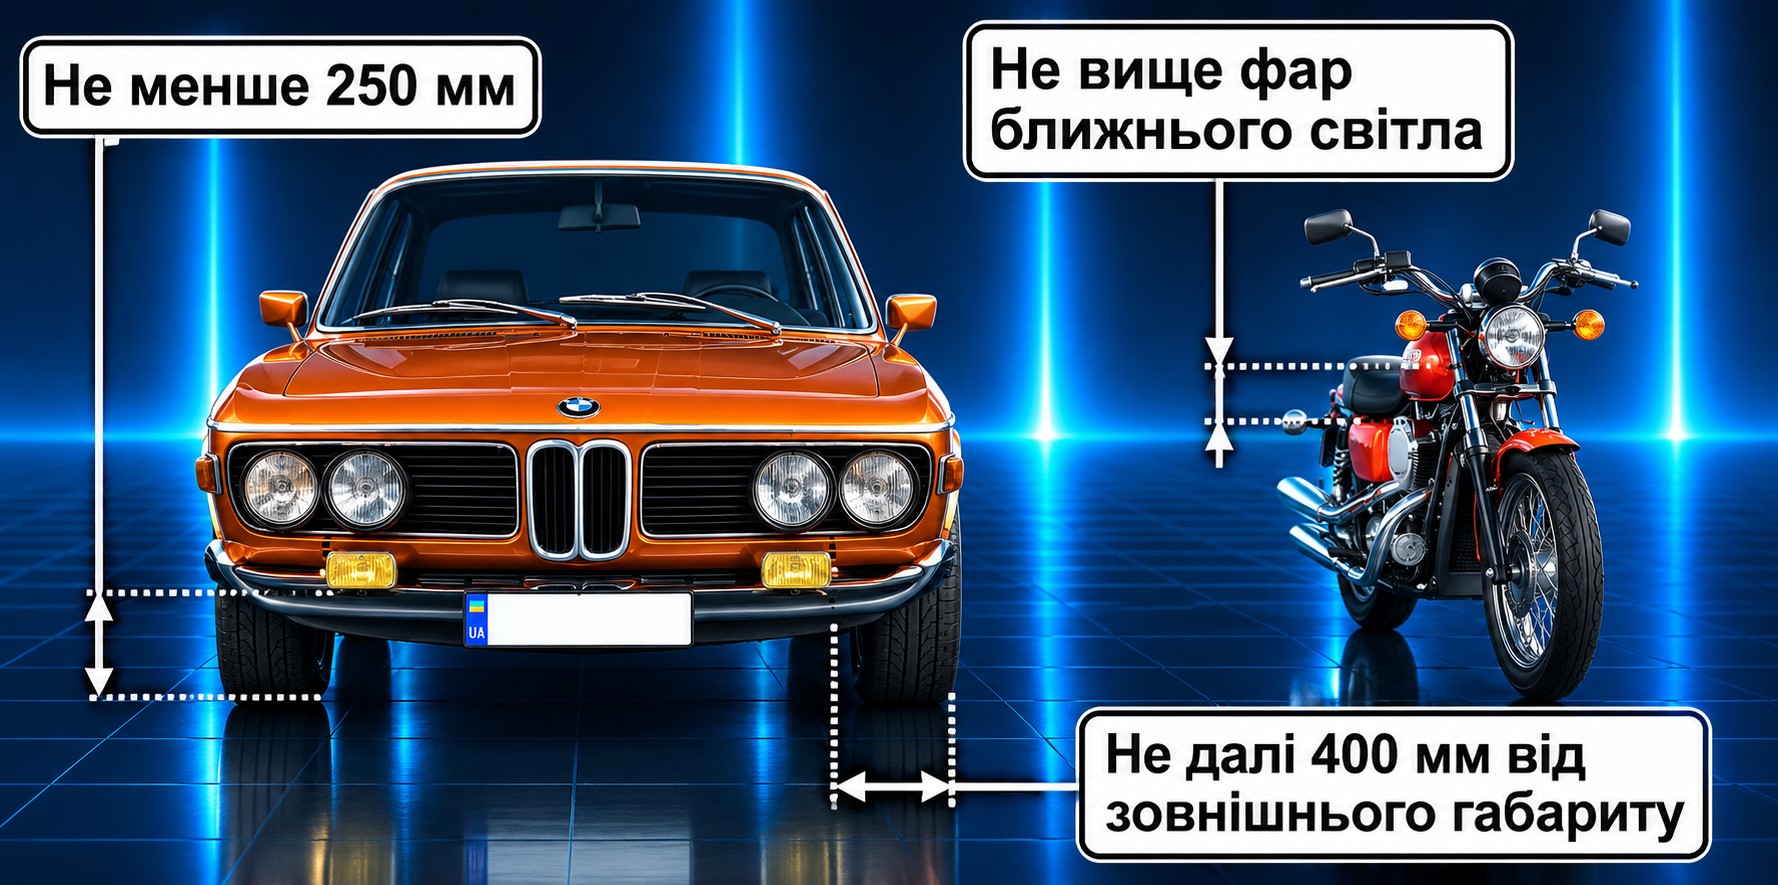 Не менше 250 мм
Не вище фар
ближнього світла
UA
Не далі 400 мм від
зовнішнього габариту